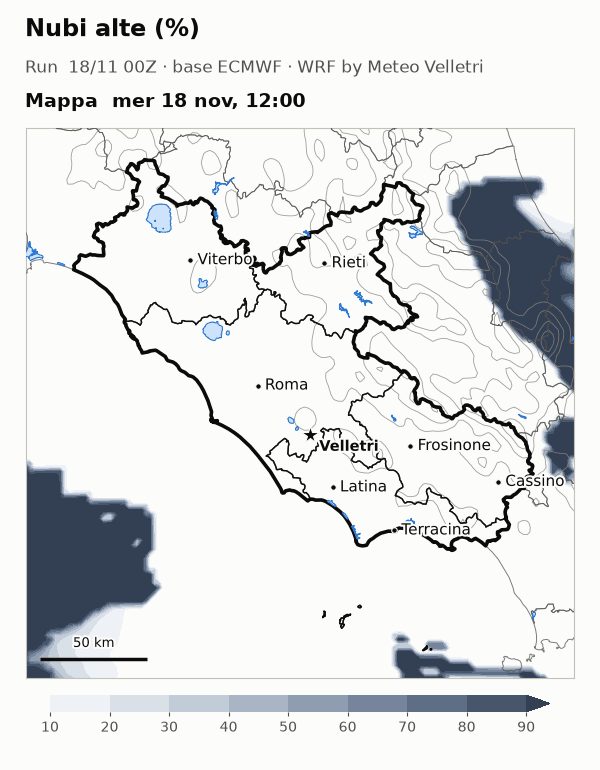 Nubi alte (%)
Run  18/11 00Z · base ECMWF · WRF by Meteo Velletri
Mappa  mer 18 nov, 12:00
Viterbo
Rieti
Roma
Velletri
Frosinone
Cassino
Latina
Terracina
50 km
10 20 30 40 50 60 70 80 90